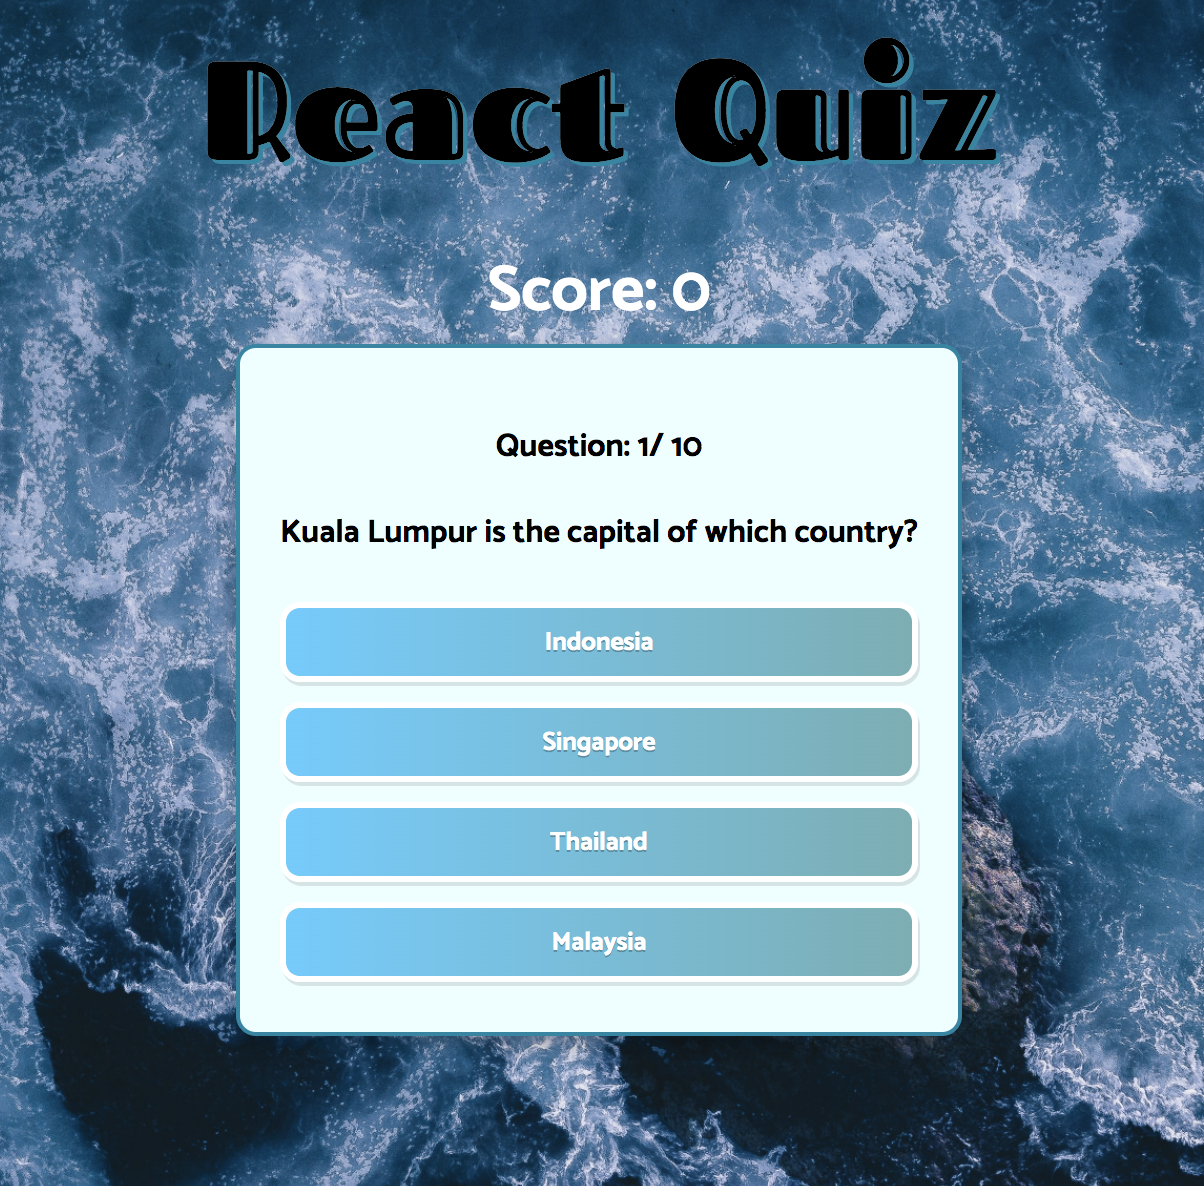 React Quiz
Score: 0
Question: 1/ 10
Kuala Lumpur is the capital of which country?
Indonesia
Singapore
Thailand
Malaysia